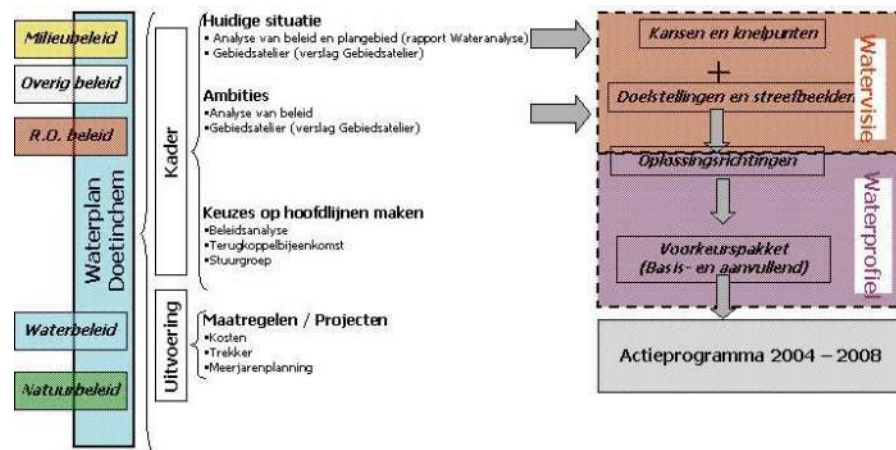 Milieubeleid
Overig beleid
R.O. beleid
Waterbeleid
Natuurbeleid
Waterplan
Doetinchem
Kader
Uitvoering
Huidige situatie
▪ Analyse van beleid en plangebied (rapport Wateranalyse)
▪ Gebiedsatelier (verslag Gebiedsatelier)
Ambities
▪Analyse van beleid
▪Gebiedsatelier (verslag Gebiedsatelier)
Keuzes op hoofdlijnen maken
▪Beleidsanalyse
▪Terugkoppelbijeenkomst
▪Stuurgroep
Maatregelen / Projecten
▪Kosten
▪Trekker
▪Meerjarenplanning
Kansen en knelpunten
+
Doelstellingen en streefbeelden
Oplossingsrichtingen
Voorkeurspakket
(Basis- en aanvullend)
Actieprogramma 2004 – 2008
Watervisie
Waterprofiel